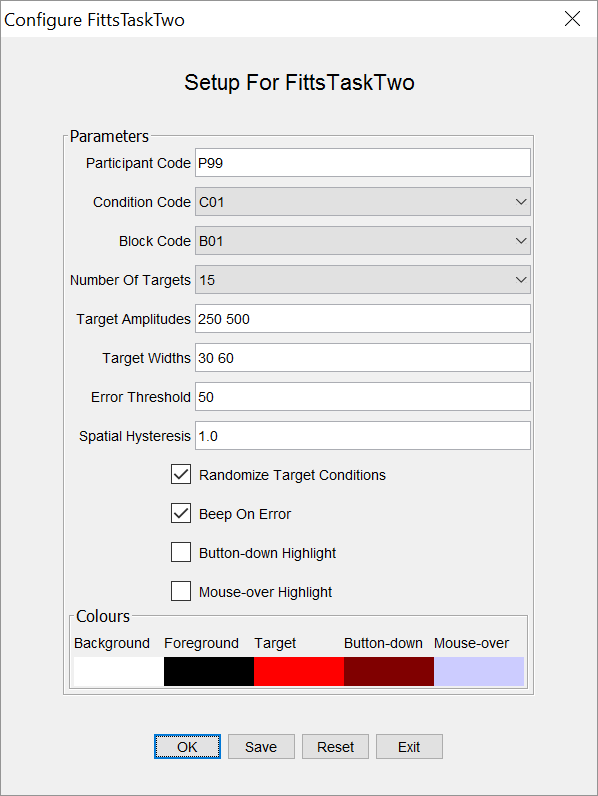 Configure FittsTaskTwo
Setup For FittsTaskTwo
Parameters
Participant Code P99
Condition Code C01
Block Code B01
Number Of Targets 15
Target Amplitudes 250 500
Target Widths 30 60
Error Threshold 50
Spatial Hysteresis 1.0
Randomize Target Conditions
Beep On Error
Button-down Highlight
Mouse-over Highlight
Colours
Background Foreground Target Button-down Mouse-over
OK Save Reset Exit